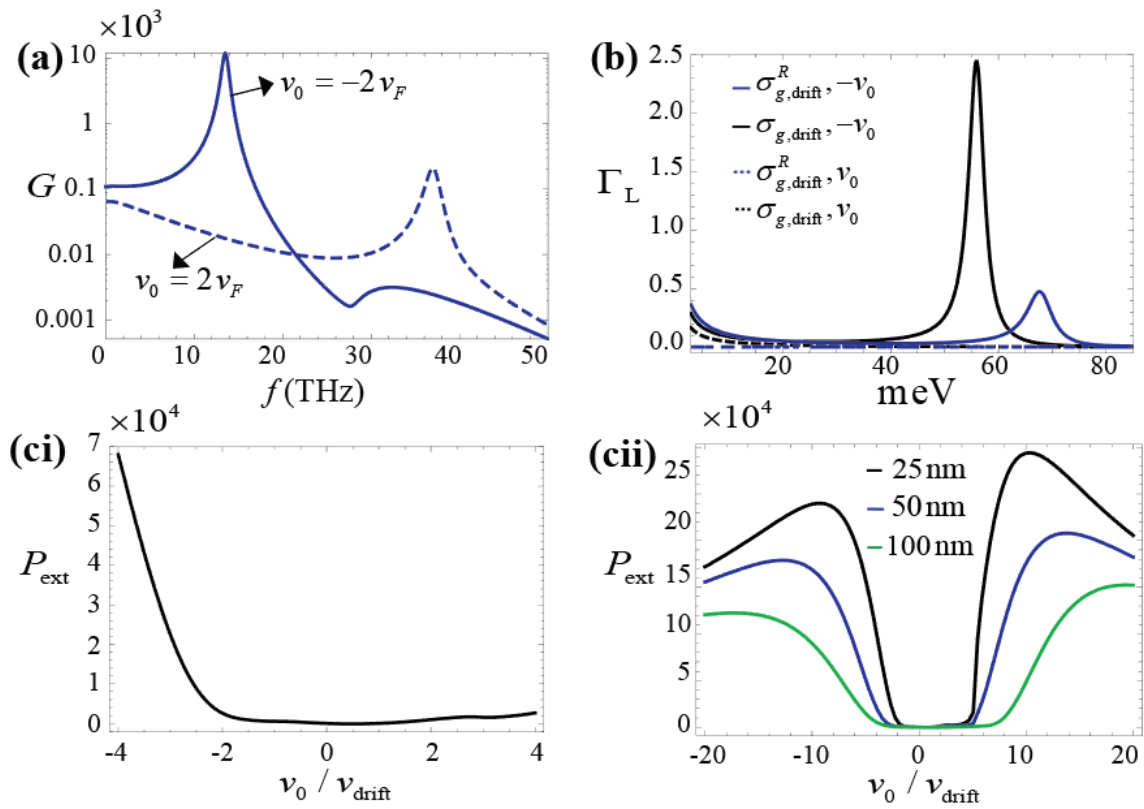 ×10³
(a)
10
1
0.1
0.01
0.001
G
v₀ = −2v_F
v₀ = 2v_F
0 10 20 30 40 50
f(THz)
(b)
2.5
2.0
1.5
1.0
0.5
0.0
Γ_L
σ^R_g,drift, −v₀
σ_g,drift, −v₀
σ^R_g,drift, v₀
σ_g,drift, v₀
20 40 60 80
meV
×10⁴
(ci)
7
6
5
4
3
2
1
0
P_ext
-4 -2 0 2 4
v₀ / v_drift
×10⁴
(cii)
25
20
15
10
5
0
P_ext
25 nm
50 nm
100 nm
-20 -10 0 10 20
v₀ / v_drift